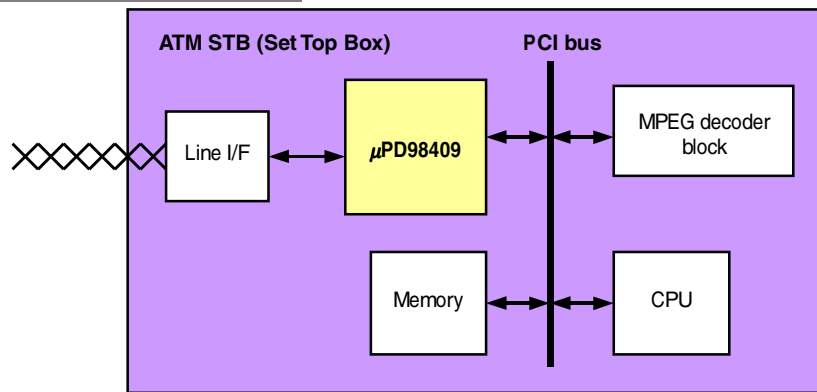 ATM STB (Set Top Box)
PCI bus
Line I/F
μPD98409
MPEG decoder
block
Memory
CPU